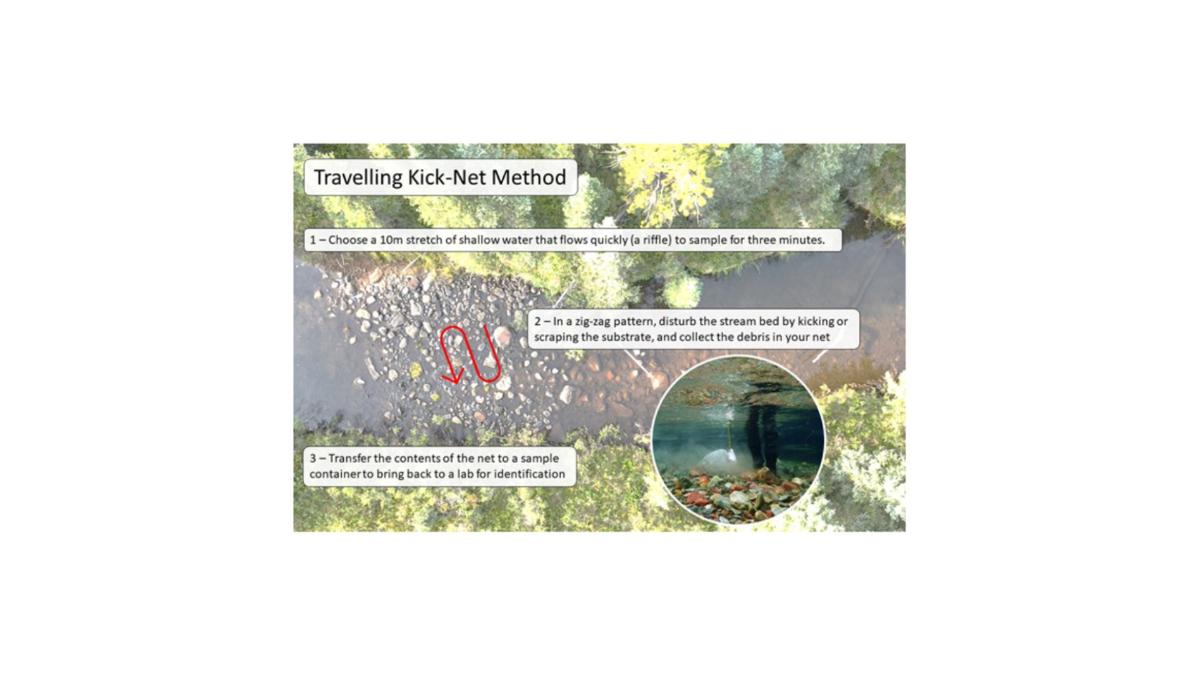 Travelling Kick-Net Method
1 – Choose a 10m stretch of shallow water that flows quickly (a riffle) to sample for three minutes.
2 – In a zig-zag pattern, disturb the stream bed by kicking or
scraping the substrate, and collect the debris in your net
3 – Transfer the contents of the net to a sample
container to bring back to a lab for identification